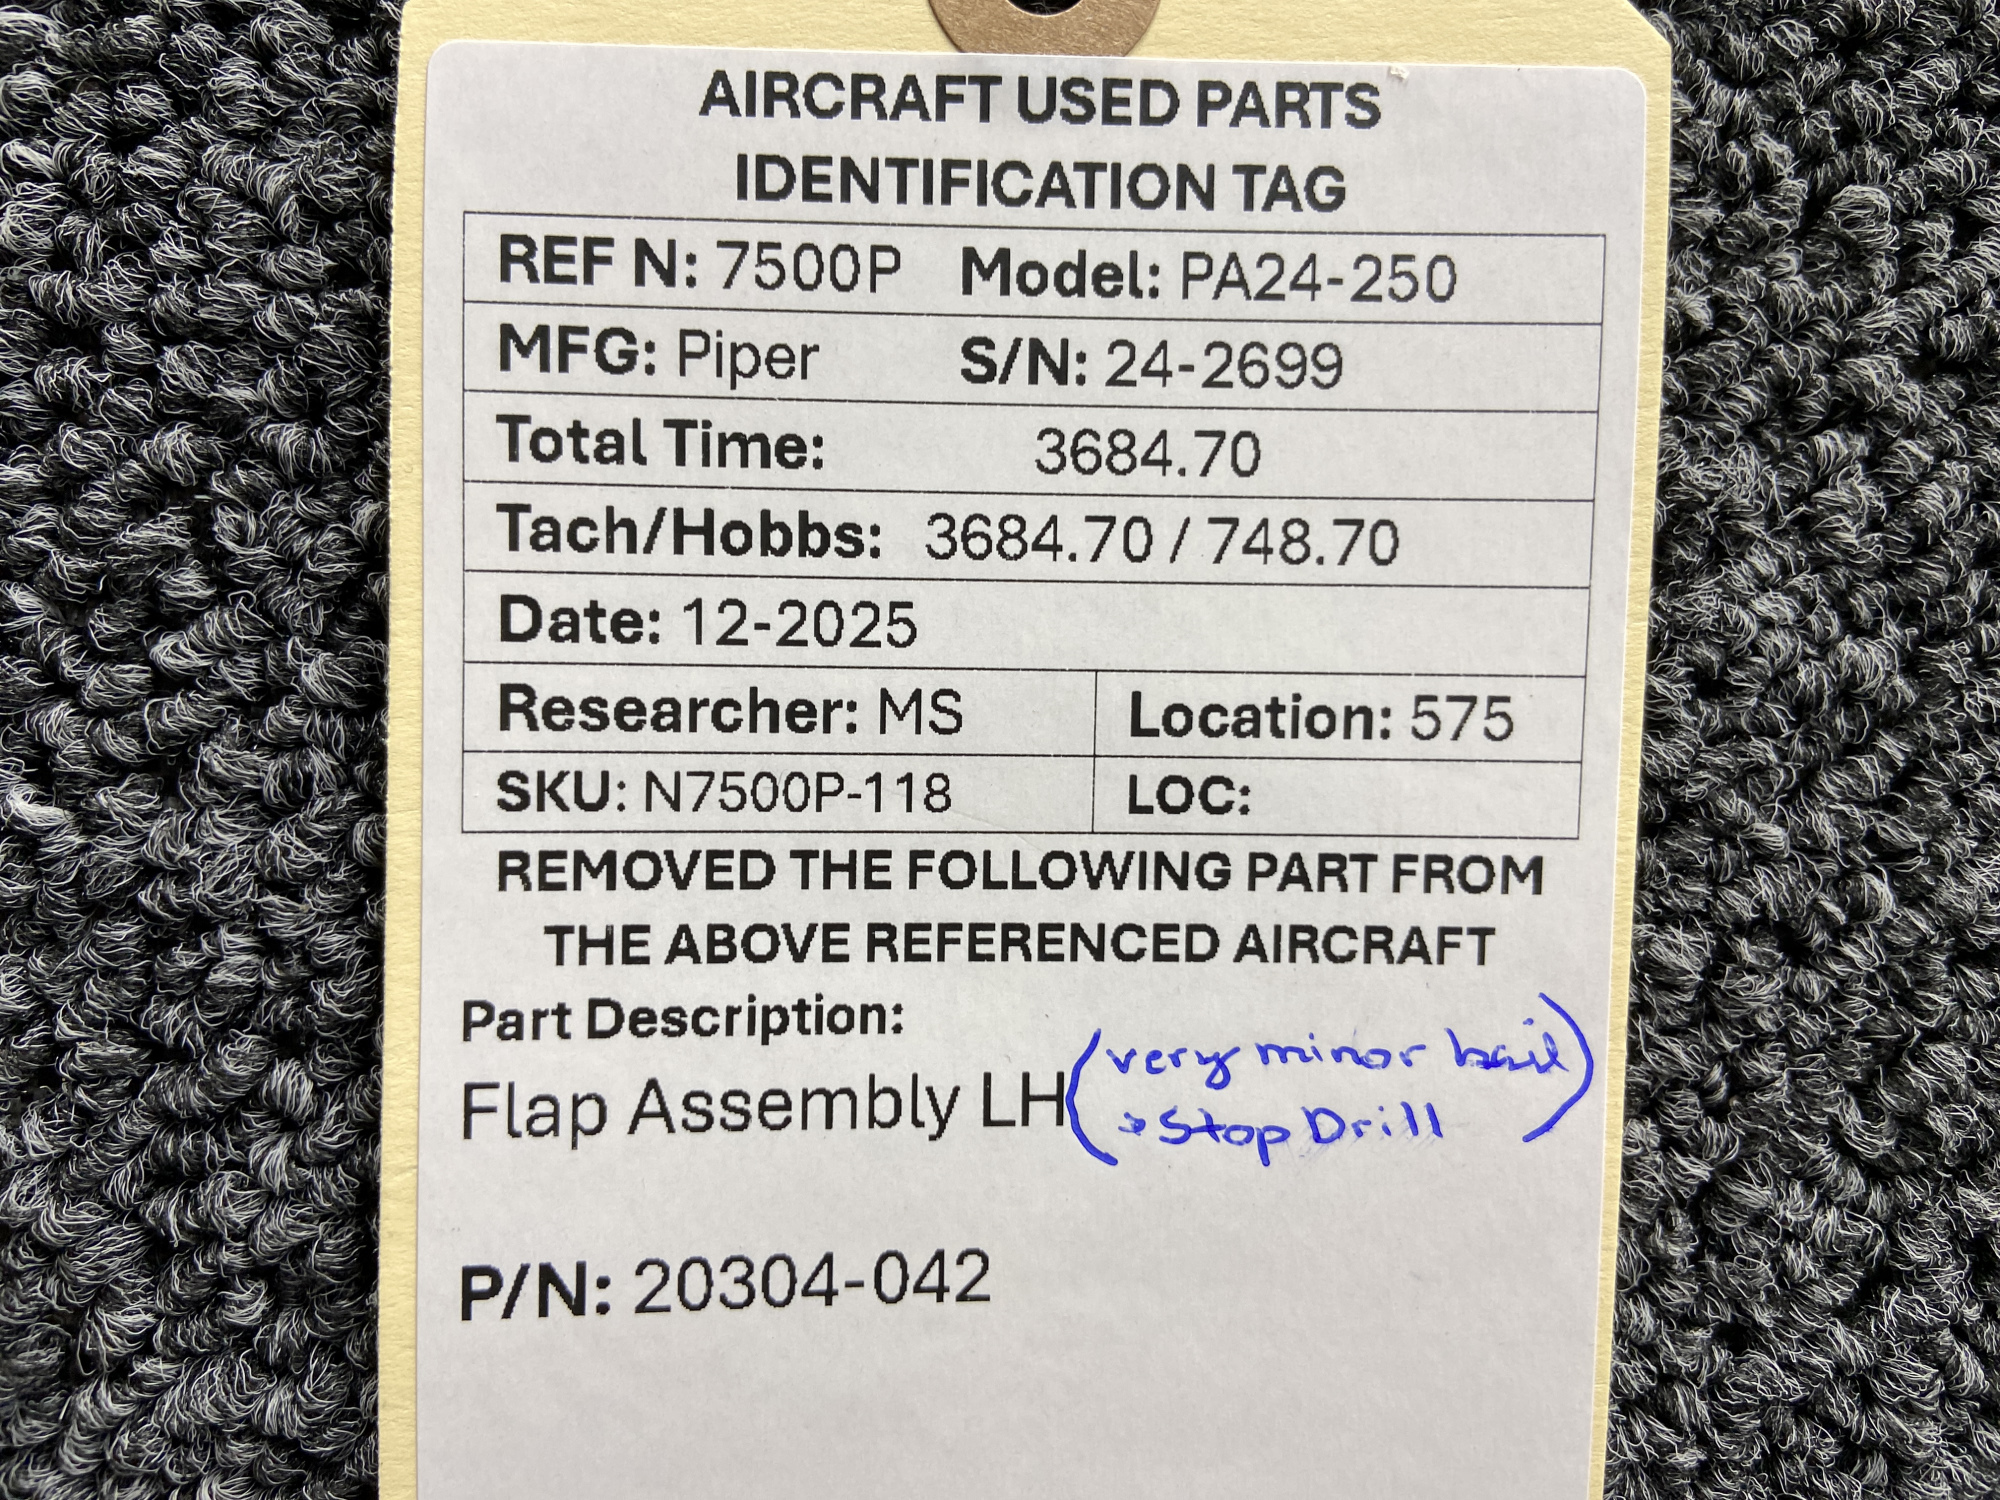 AIRCRAFT USED PARTS
IDENTIFICATION TAG
REF N: 7500P Model: PA24-250
MFG: Piper S/N: 24-2699
Total Time: 3684.70
Tach/Hobbs: 3684.70 / 748.70
Date: 12-2025
Researcher: MS Location: 575
SKU: N7500P-118 LOC:
REMOVED THE FOLLOWING PART FROM
THE ABOVE REFERENCED AIRCRAFT
Part Description:
(very minor hail
Flap Assembly LH
→ Stop Drill)
P/N: 20304-042